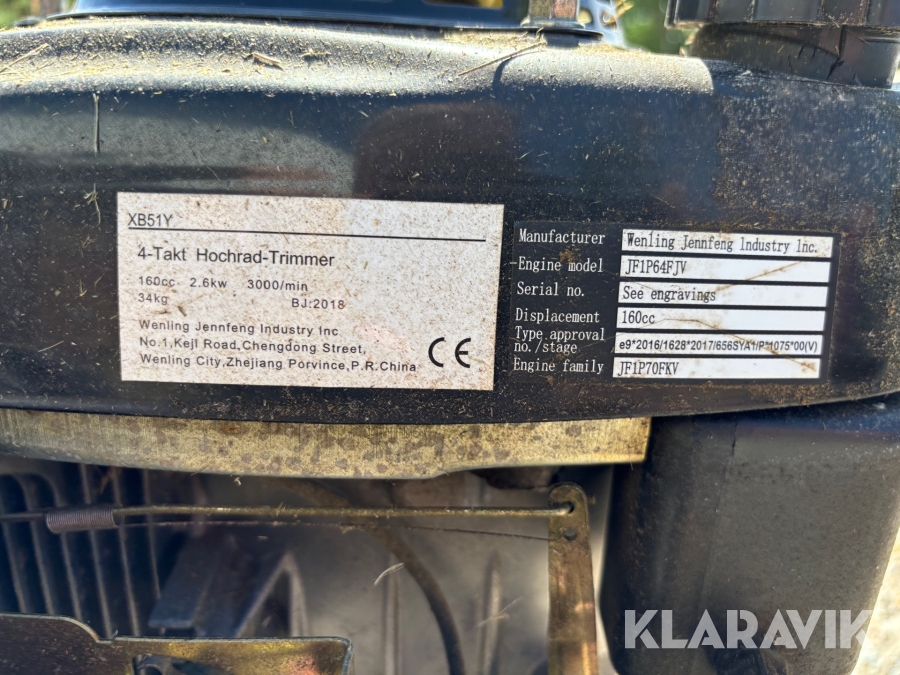 XB51Y
4-Takt Hochrad-Trimmer
160cc 2.6kw 3000/min
34kg BJ:2018
Wenling Jennfeng Industry Inc
No.1,Kejl Road,Chengdong Street,
Wenling City,Zhejiang Porvince,P.R.China
CE
Manufacturer Wenling Jennfeng Industry Inc.
Engine model JF1P64FJV
Serial no. See engravings
Displacement 160cc
Type approval
no./stage e9*2016/1628*2017/656SYA1/P*1075*00(V)
Engine family JF1P70FKV
KLARAVIK